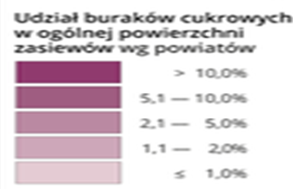 Udział buraków cukrowych
w ogólnej powierzchni
zasiewów wg powiatów
> 10,0%
5,1 — 10,0%
2,1 — 5,0%
1,1 — 2,0%
≤ 1,0%